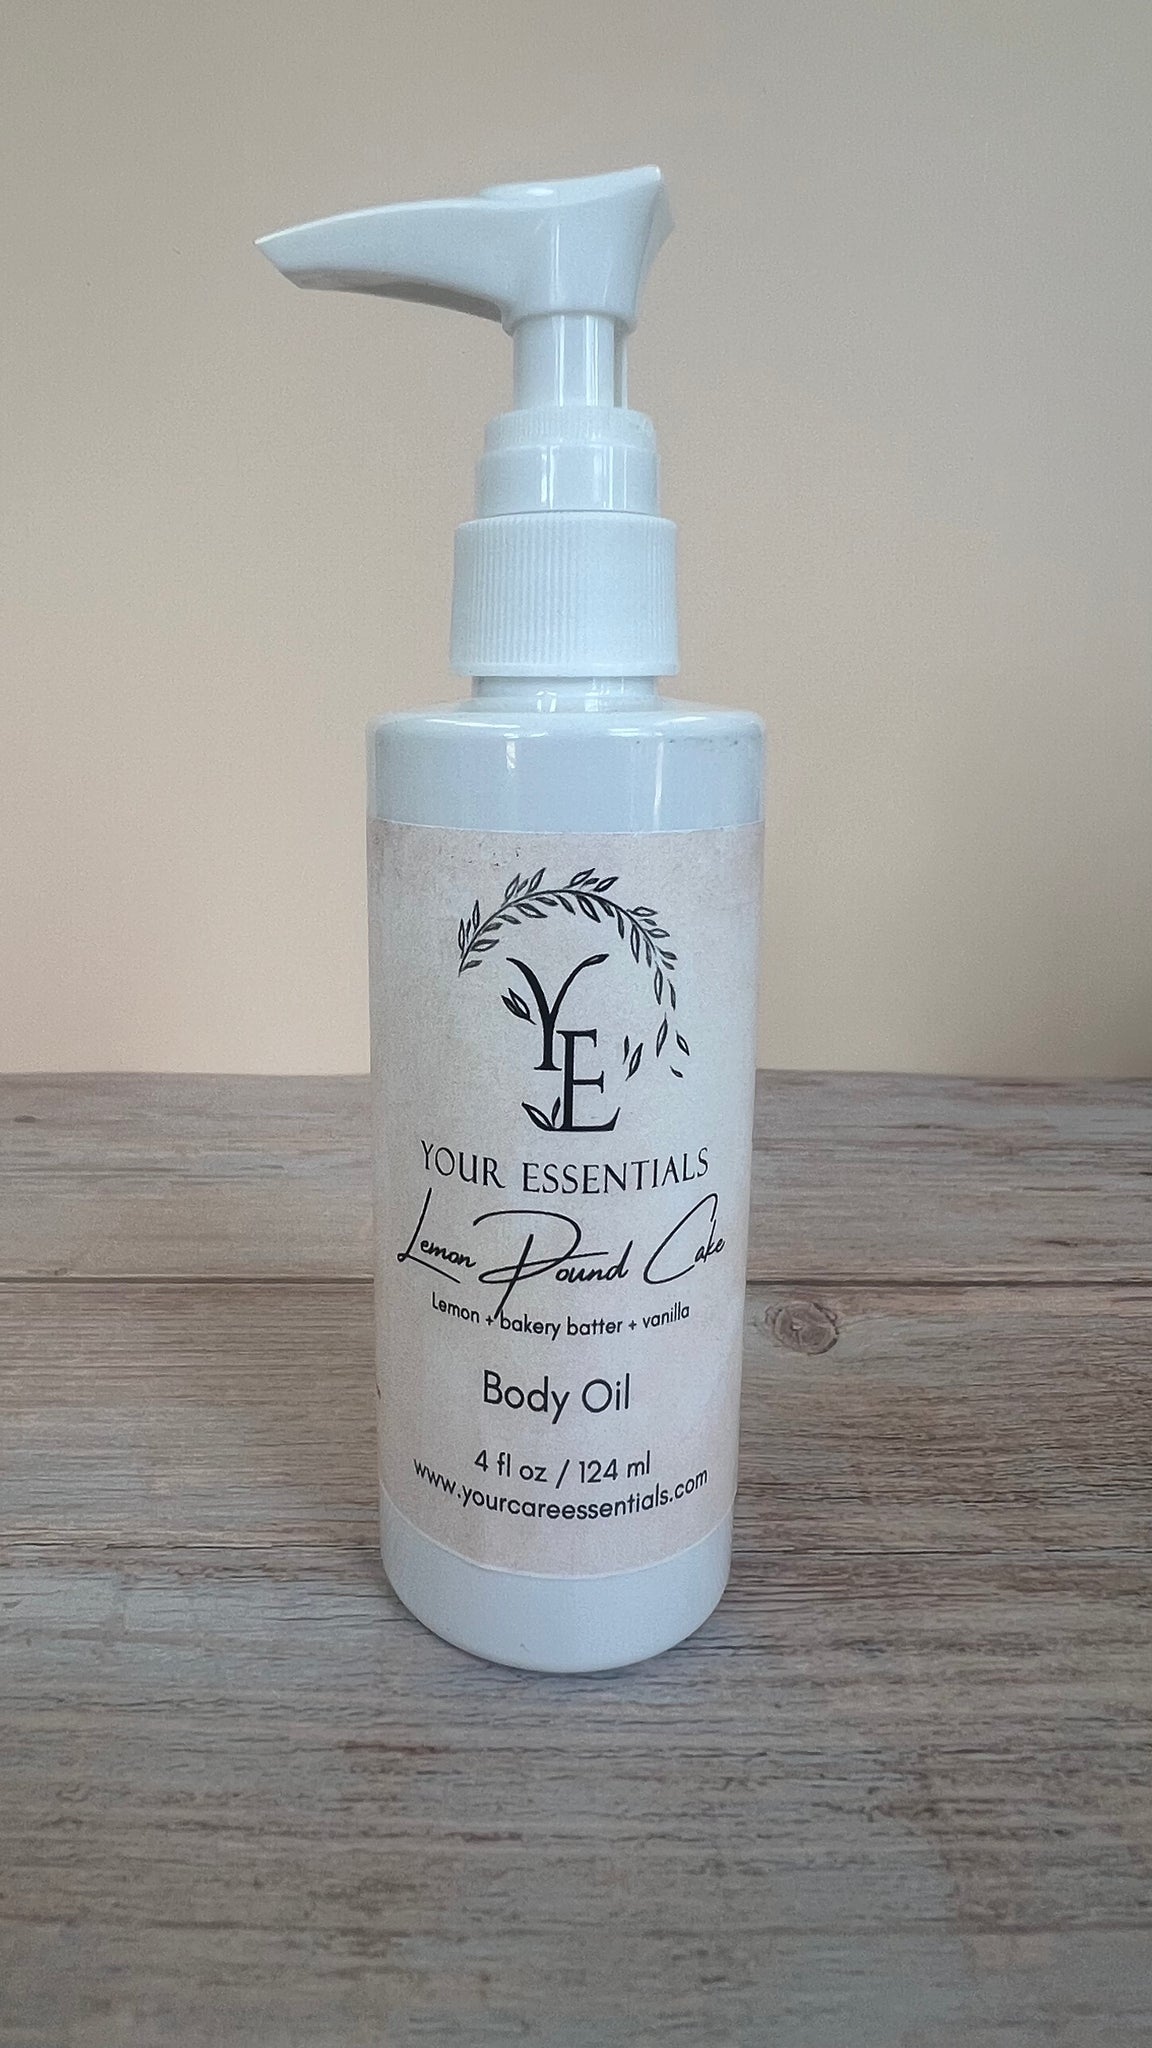 YE
YOUR ESSENTIALS
Lemon Pound Cake
Lemon + bakery batter + vanilla
Body Oil
4 fl oz / 124 ml
www.yourcareessentials.com